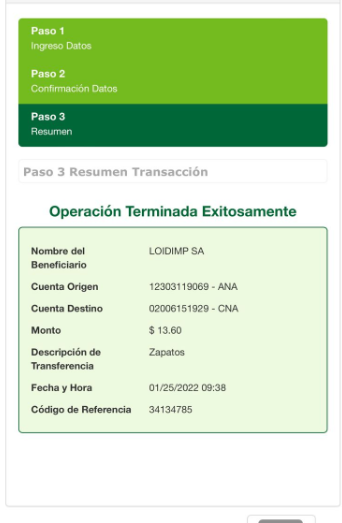 Paso 1
Ingreso Datos
Paso 2
Confirmación Datos
Paso 3
Resumen
Paso 3 Resumen Transacción
Operación Terminada Exitosamente
Nombre del Beneficiario LOIDIMP SA
Cuenta Origen 12303119069 - ANA
Cuenta Destino 02006151929 - CNA
Monto $ 13.60
Descripción de Transferencia Zapatos
Fecha y Hora 01/25/2022 09:38
Código de Referencia 34134785